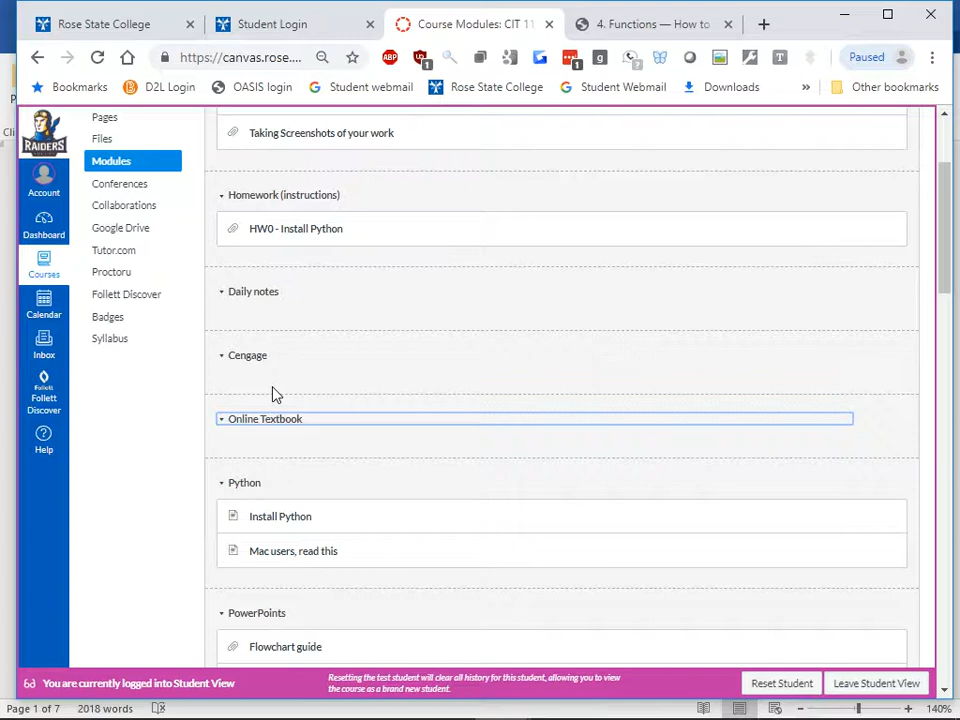 Rose State College
Student Login
Course Modules: CIT 11
4. Functions — How to
https://canvas.rose....
ABP
1
1
g
?
T
Paused
Bookmarks
D2L Login
OASIS login
Student webmail
Rose State College
Student Webmail
Downloads
»
Other bookmarks
RAIDERS
Account
Dashboard
Courses
Calendar
Inbox
Follett
Follett
Discover
Help
Pages
Files
Modules
Conferences
Collaborations
Google Drive
Tutor.com
Proctoru
Follett Discover
Badges
Syllabus
Taking Screenshots of your work
Homework (instructions)
HW0 - Install Python
Daily notes
Cengage
Online Textbook
Python
Install Python
Mac users, read this
PowerPoints
Flowchart guide
You are currently logged into Student View
Resetting the test student will clear all history for this student, allowing you to view
the course as a brand new student.
Reset Student
Leave Student View
Page 1 of 7
2018 words
140%